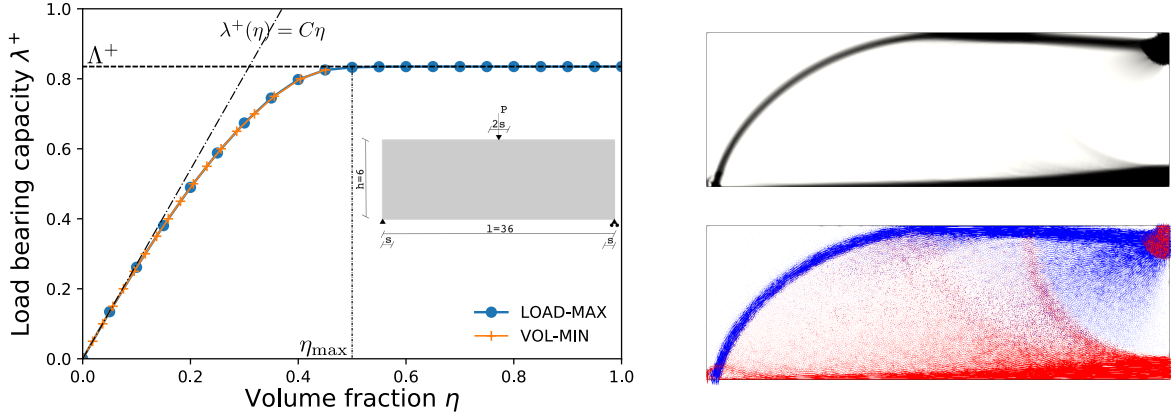 1.0
0.8
0.6
0.4
0.2
0.0
Load bearing capacity λ⁺
λ⁺(η) = Cη
Λ⁺
P
2s
h=6
l=36
s
s
LOAD-MAX
VOL-MIN
η_max
0.0
0.2
0.4
0.6
0.8
1.0
Volume fraction η